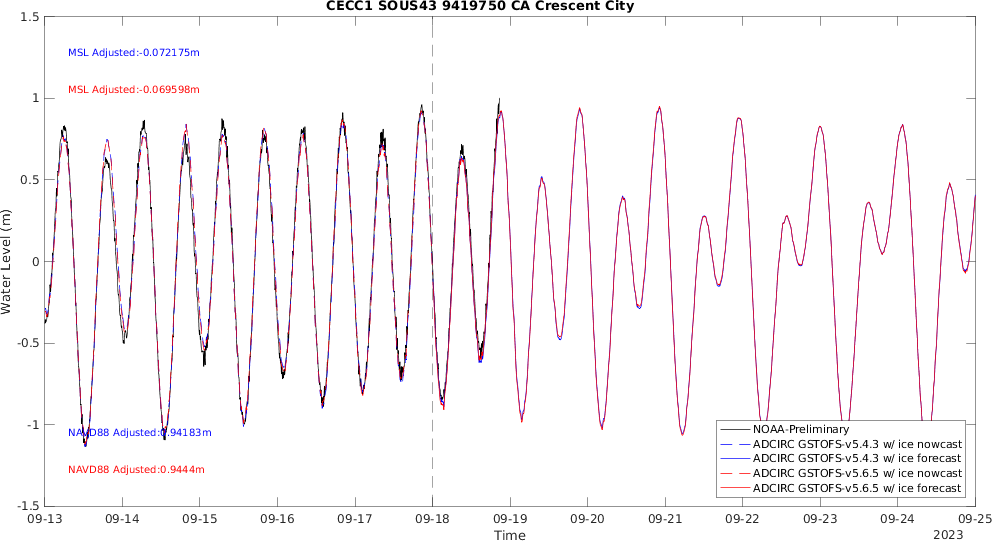 CECC1 SOUS43 9419750 CA Crescent City
1.5
1
0.5
0
-0.5
-1
-1.5
Water Level (m)
MSL Adjusted:-0.072175m
MSL Adjusted:-0.069598m
NAVD88 Adjusted:0.94183m
NAVD88 Adjusted:0.9444m
NOAA-Preliminary
ADCIRC GSTOFS-v5.4.3 w/ ice nowcast
ADCIRC GSTOFS-v5.4.3 w/ ice forecast
ADCIRC GSTOFS-v5.6.5 w/ ice nowcast
ADCIRC GSTOFS-v5.6.5 w/ ice forecast
09-13 09-14 09-15 09-16 09-17 09-18 09-19 09-20 09-21 09-22 09-23 09-24 09-25
Time
2023